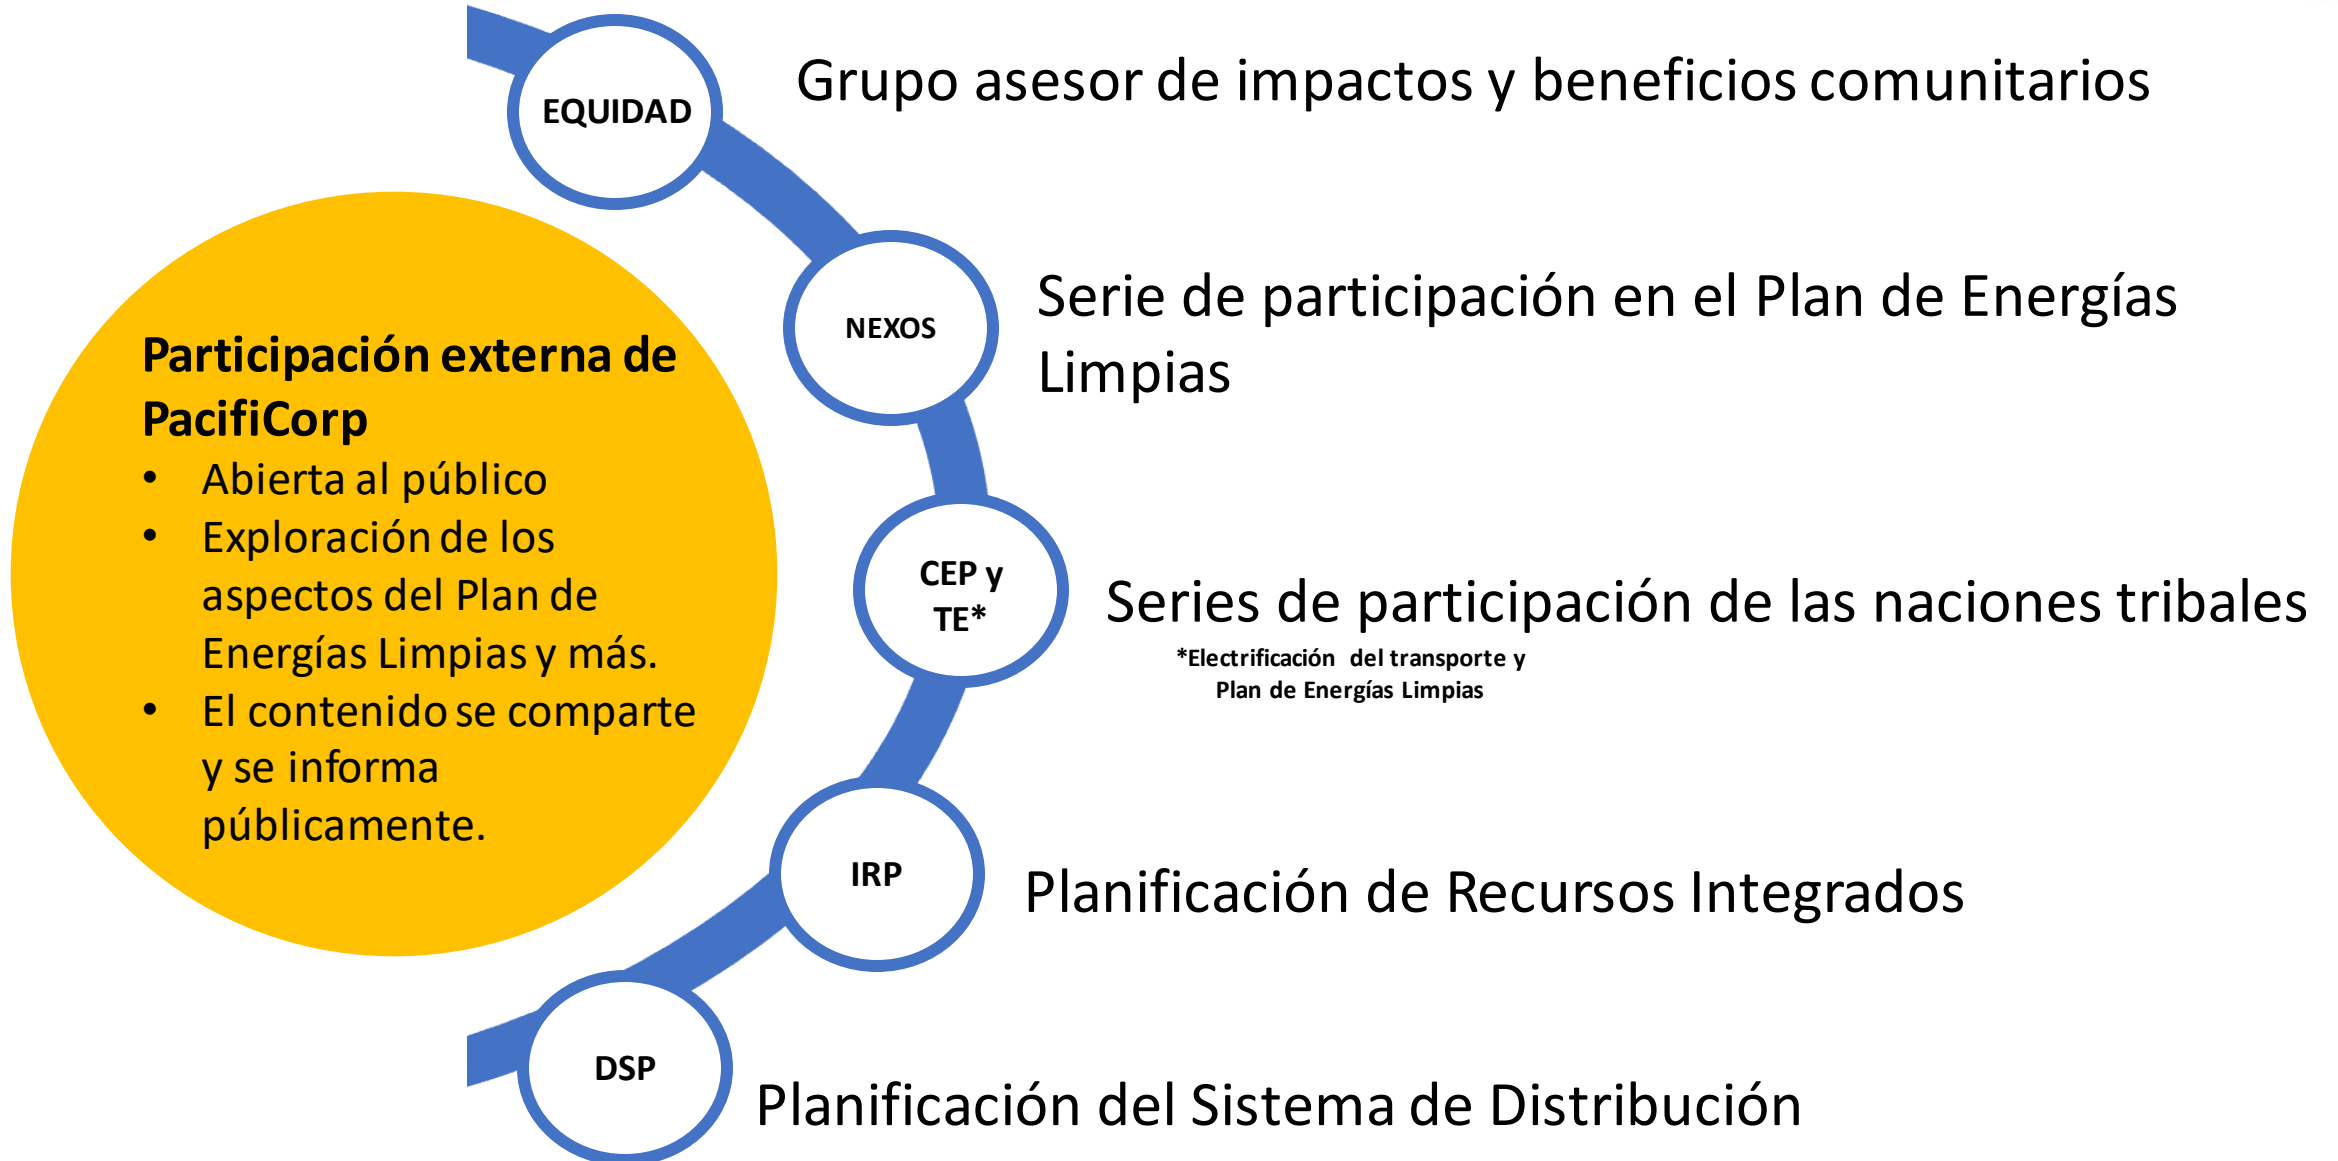 EQUIDAD
Grupo asesor de impactos y beneficios comunitarios
NEXOS
Serie de participación en el Plan de Energías
Limpias
Participación externa de
PacifiCorp
• Abierta al público
• Exploración de los
aspectos del Plan de
Energías Limpias y más.
• El contenido se comparte
y se informa
públicamente.
CEP y
TE*
Series de participación de las naciones tribales
*Electrificación del transporte y
Plan de Energías Limpias
IRP
Planificación de Recursos Integrados
DSP
Planificación del Sistema de Distribución